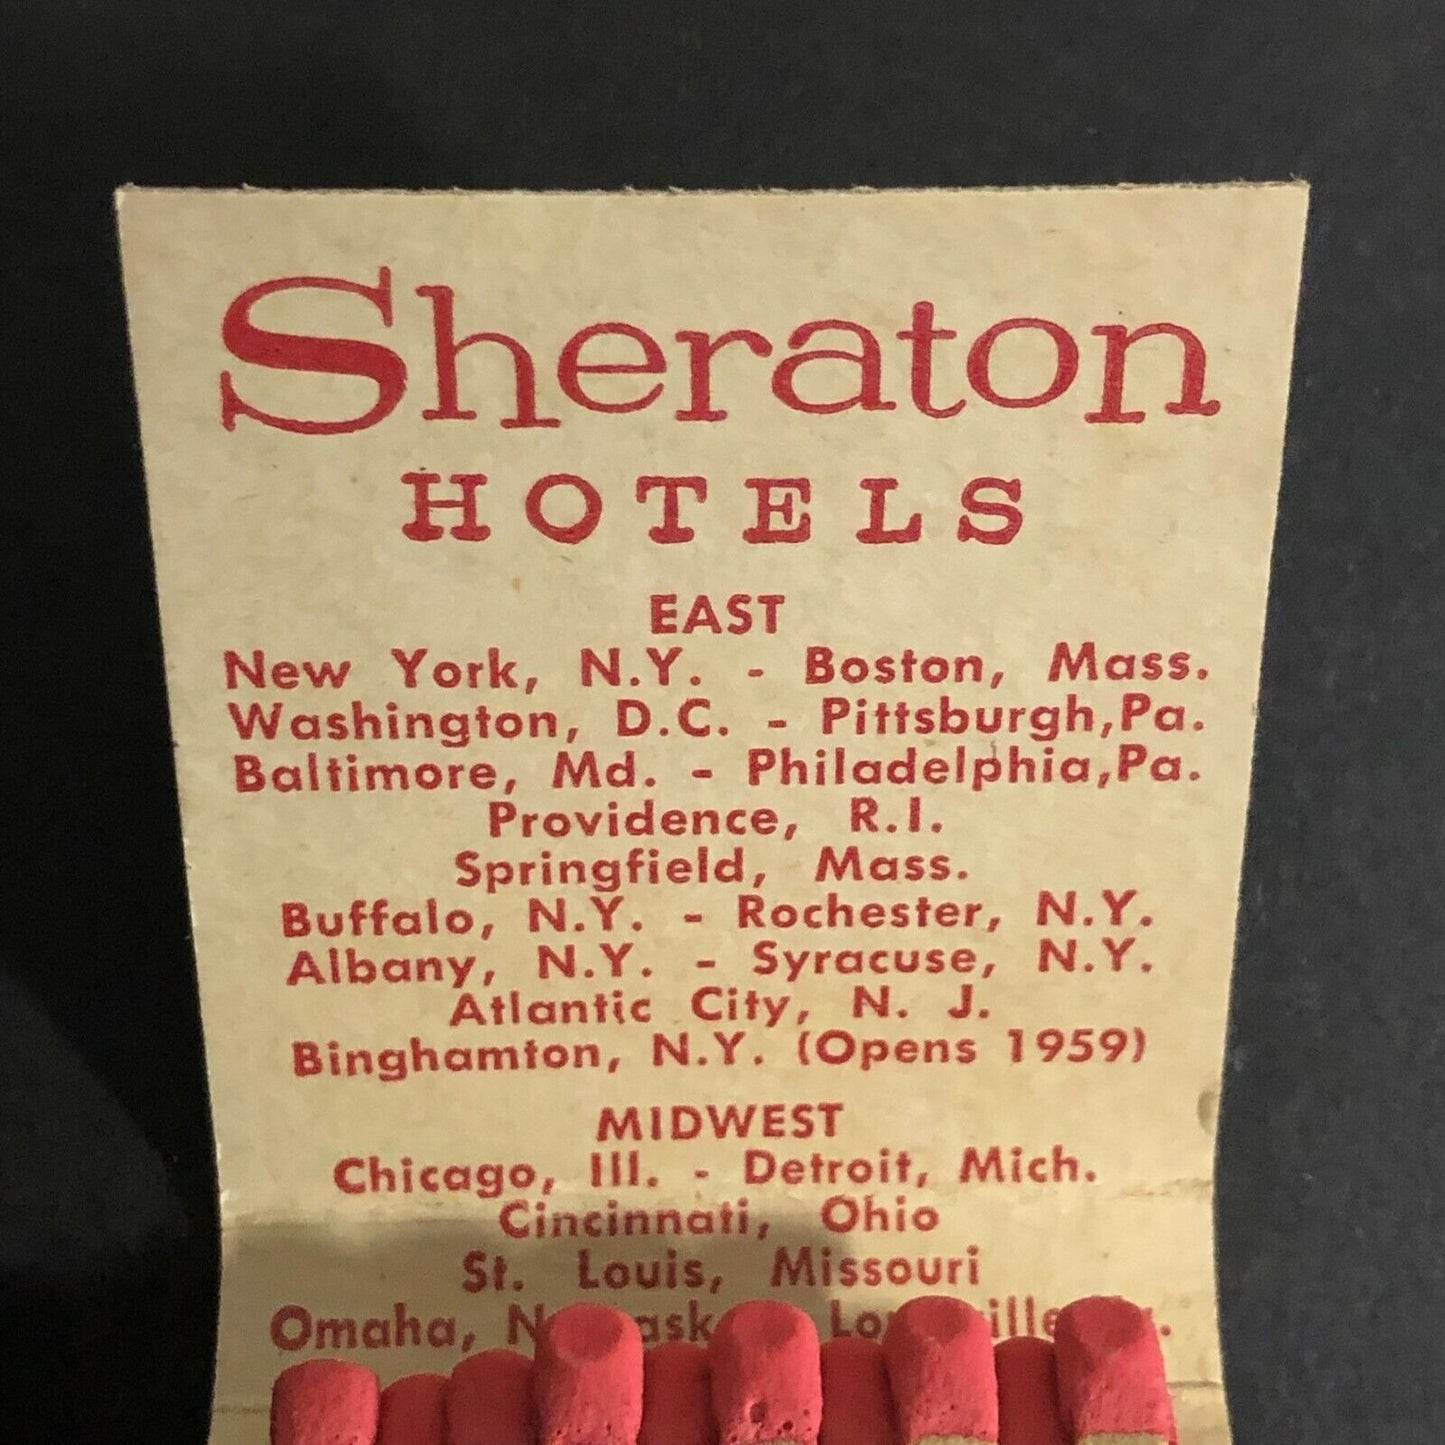 Sheraton
HOTELS
EAST
New York, N.Y. - Boston, Mass.
Washington, D.C. - Pittsburgh,Pa.
Baltimore, Md. - Philadelphia,Pa.
Providence, R.I.
Springfield, Mass.
Buffalo, N.Y. - Rochester, N.Y.
Albany, N.Y. - Syracuse, N.Y.
Atlantic City, N. J.
Binghamton, N.Y. (Opens 1959)
MIDWEST
Chicago, Ill. - Detroit, Mich.
Cincinnati, Ohio
St. Louis, Missouri
Omaha,